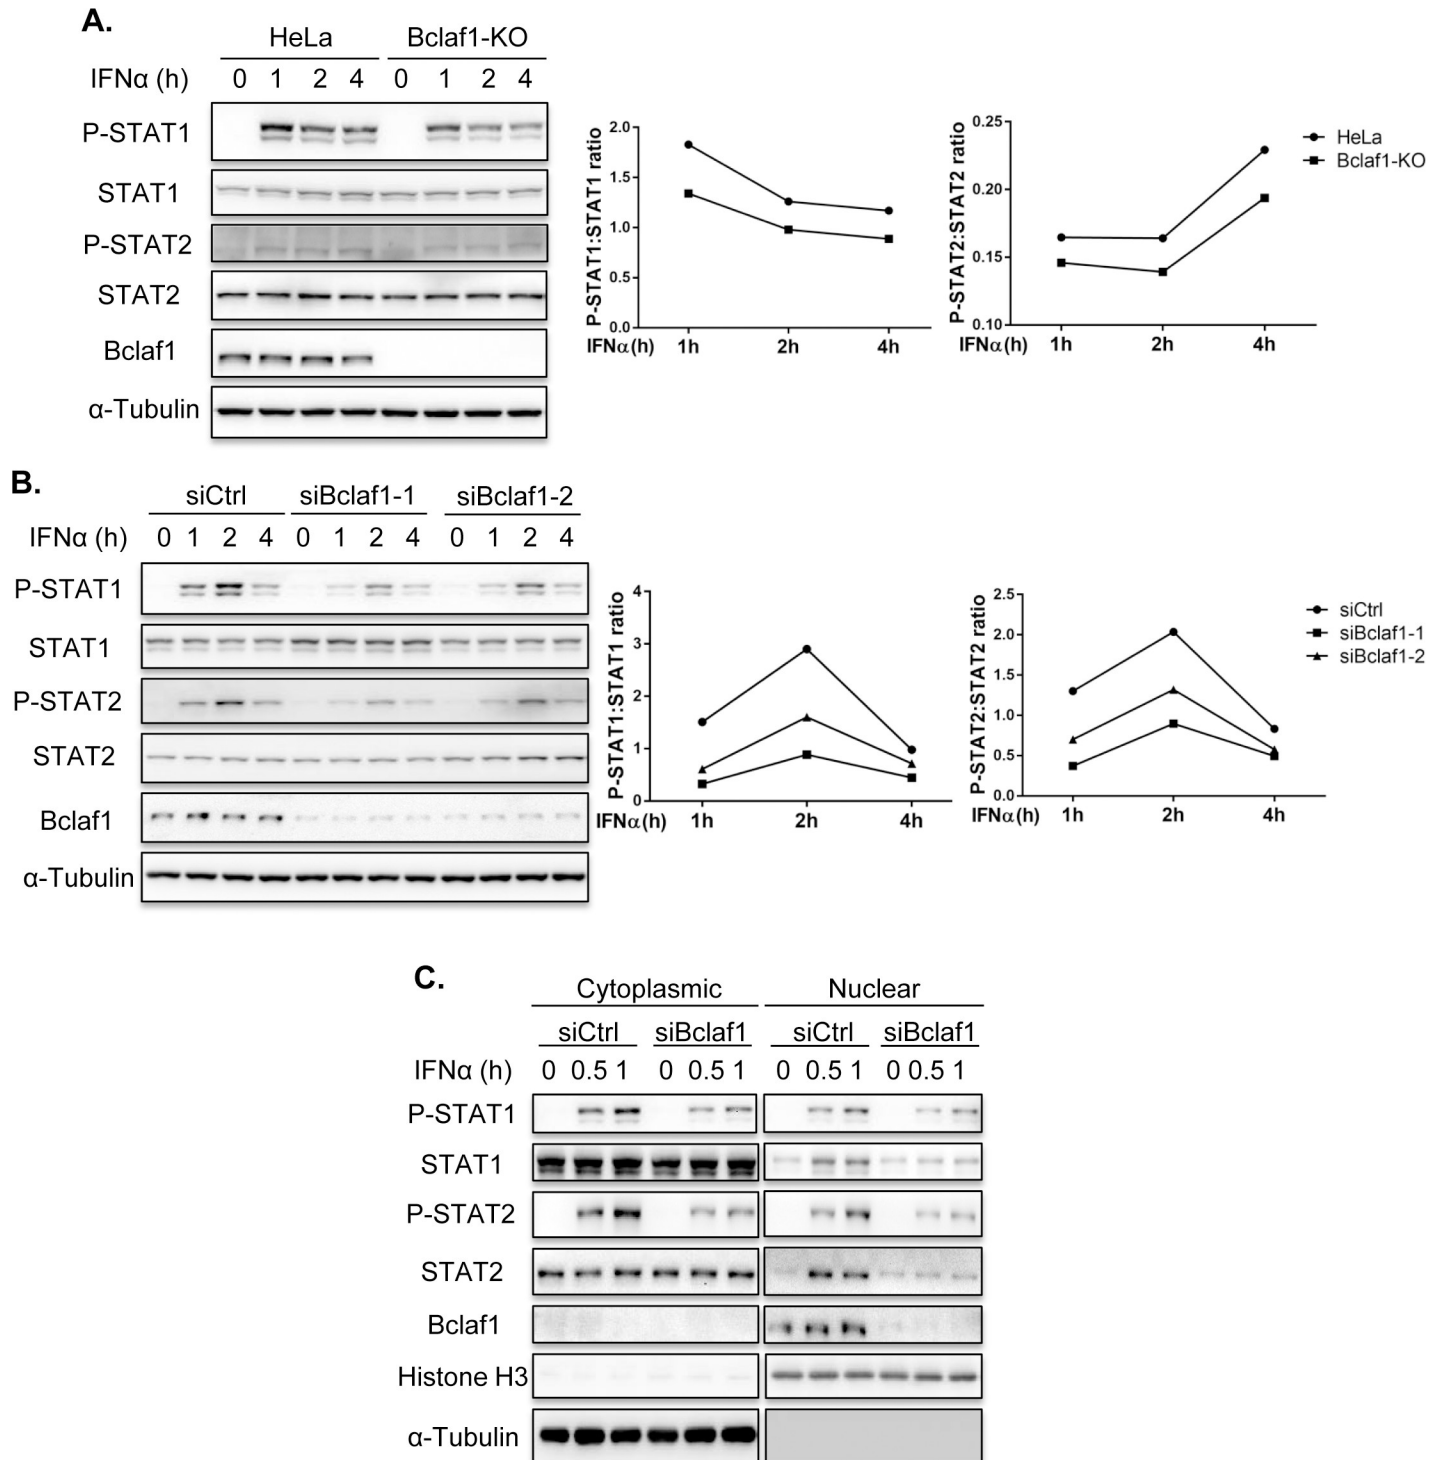 A.
HeLa Bclaf1-KO
IFNα (h) 0 1 2 4 0 1 2 4
P-STAT1
STAT1
P-STAT2
STAT2
Bclaf1
α-Tubulin
P-STAT1:STAT1 ratio
2.0
1.5
1.0
0.5
0.0
IFNα(h) 1h 2h 4h
P-STAT2:STAT2 ratio
0.25
0.20
0.15
0.10
IFNα(h) 1h 2h 4h
HeLa
Bclaf1-KO
B.
siCtrl siBclaf1-1 siBclaf1-2
IFNα (h) 0 1 2 4 0 1 2 4 0 1 2 4
P-STAT1
STAT1
P-STAT2
STAT2
Bclaf1
α-Tubulin
P-STAT1:STAT1 ratio
4
3
2
1
0
IFNα(h) 1h 2h 4h
P-STAT2:STAT2 ratio
2.5
2.0
1.5
1.0
0.5
0.0
IFNα(h) 1h 2h 4h
siCtrl
siBclaf1-1
siBclaf1-2
C.
Cytoplasmic Nuclear
siCtrl siBclaf1 siCtrl siBclaf1
IFNα (h) 0 0.5 1 0 0.5 1 0 0.5 1 0 0.5 1
P-STAT1
STAT1
P-STAT2
STAT2
Bclaf1
Histone H3
α-Tubulin